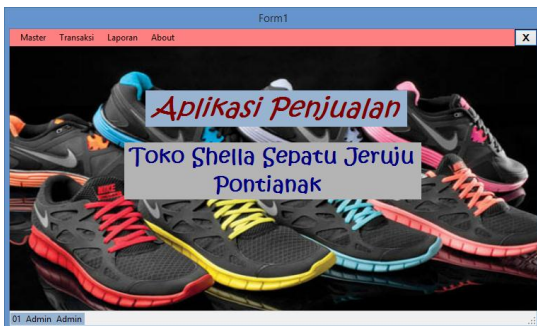 Form1
Master Transaksi Laporan About X
Aplikasi Penjualan
Toko Shella Sepatu Jeruju
Pontianak
01 Admin Admin